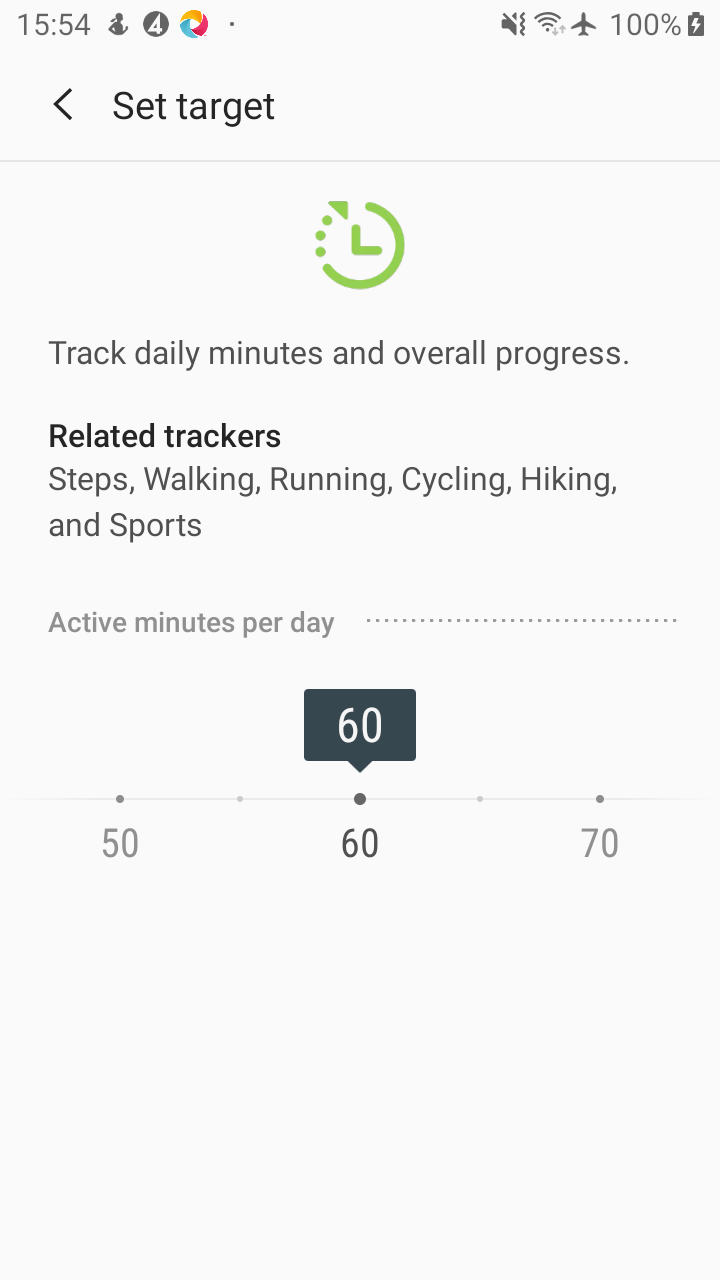 15:54 100%
Set target
Track daily minutes and overall progress.
Related trackers
Steps, Walking, Running, Cycling, Hiking,
and Sports
Active minutes per day
60
50 60 70